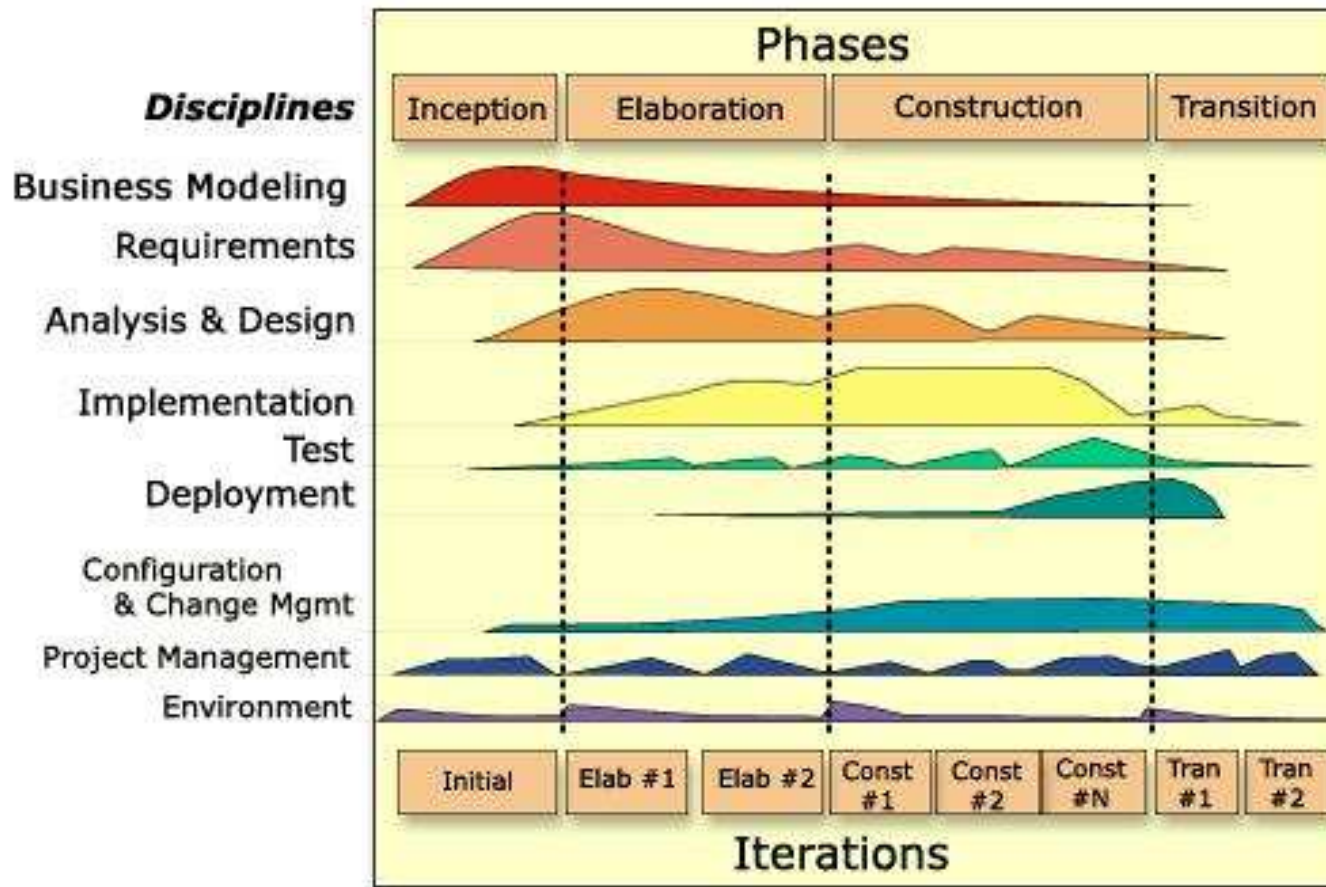 Phases
Disciplines
Inception
Elaboration
Construction
Transition
Business Modeling
Requirements
Analysis & Design
Implementation
Test
Deployment
Configuration
& Change Mgmt
Project Management
Environment
Initial
Elab #1
Elab #2
Const
#1
Const
#2
Const
#N
Tran
#1
Tran
#2
Iterations